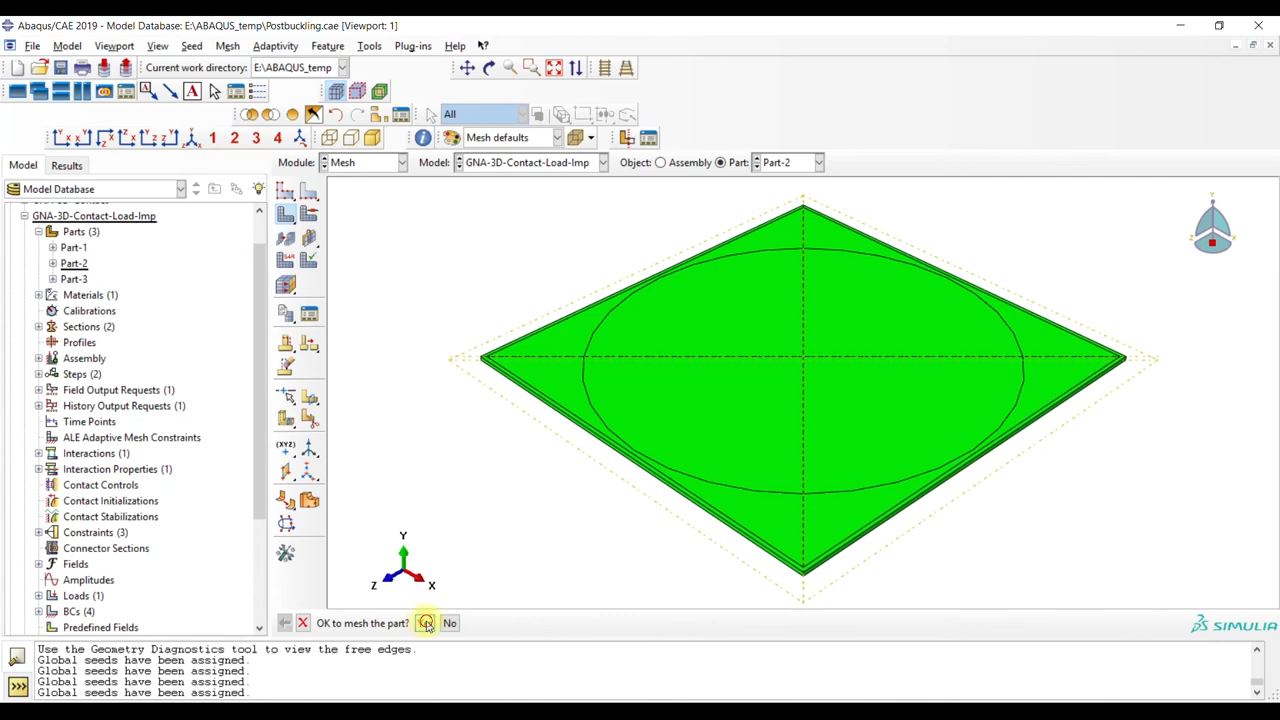 Abaqus/CAE 2019 - Model Database: E:\ABAQUS_temp\Postbuckling.cae [Viewport: 1]
File Model Viewport View Seed Mesh Adaptivity Feature Tools Plug-ins Help
Current work directory: E:\ABAQUS_temp
All
1 2 3 4 Mesh defaults
Model Results
Module: Mesh Model: GNA-3D-Contact-Load-Imp Object: Assembly Part: Part-2
Model Database
GNA-3D-Contact-Load-Imp
Parts (3)
Part-1
Part-2
Part-3
Materials (1)
Calibrations
Sections (2)
Profiles
Assembly
Steps (2)
Field Output Requests (1)
History Output Requests (1)
Time Points
ALE Adaptive Mesh Constraints
Interactions (1)
Interaction Properties (1)
Contact Controls
Contact Initializations
Contact Stabilizations
Constraints (3)
Connector Sections
Fields
Amplitudes
Loads (1)
BCs (4)
Predefined Fields
Y
Z X
Y
Z X
OK to mesh the part? No
SIMULIA
Use the Geometry Diagnostics tool to view the free edges.
Global seeds have been assigned.
Global seeds have been assigned.
Global seeds have been assigned.
Global seeds have been assigned.